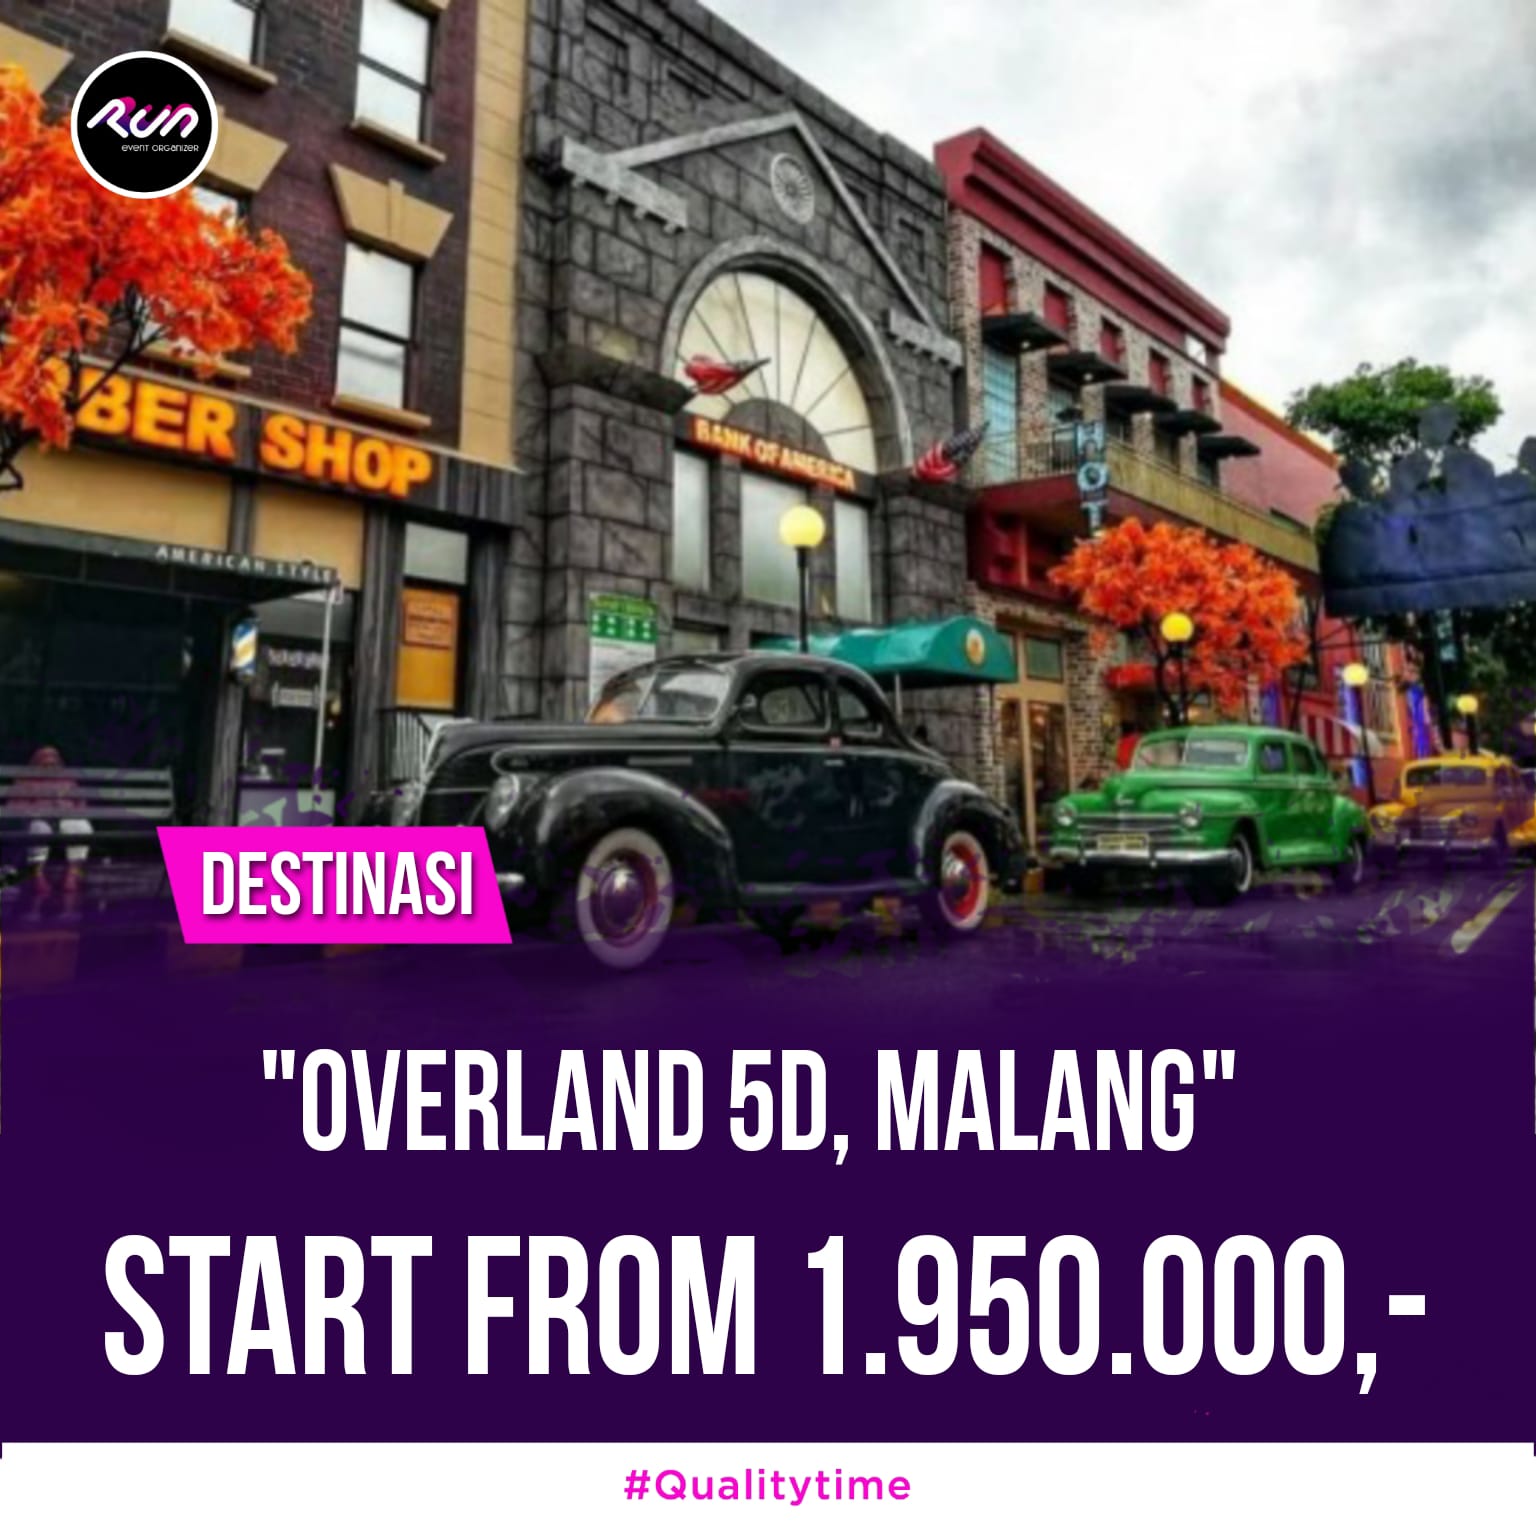 Run
EVENT ORGANIZER
BER SHOP
AMERICAN STYLE
BANK OF AMERICA
HOT
DESTINASI
"OVERLAND 5D, MALANG"
START FROM 1.950.000,-
#Qualitytime